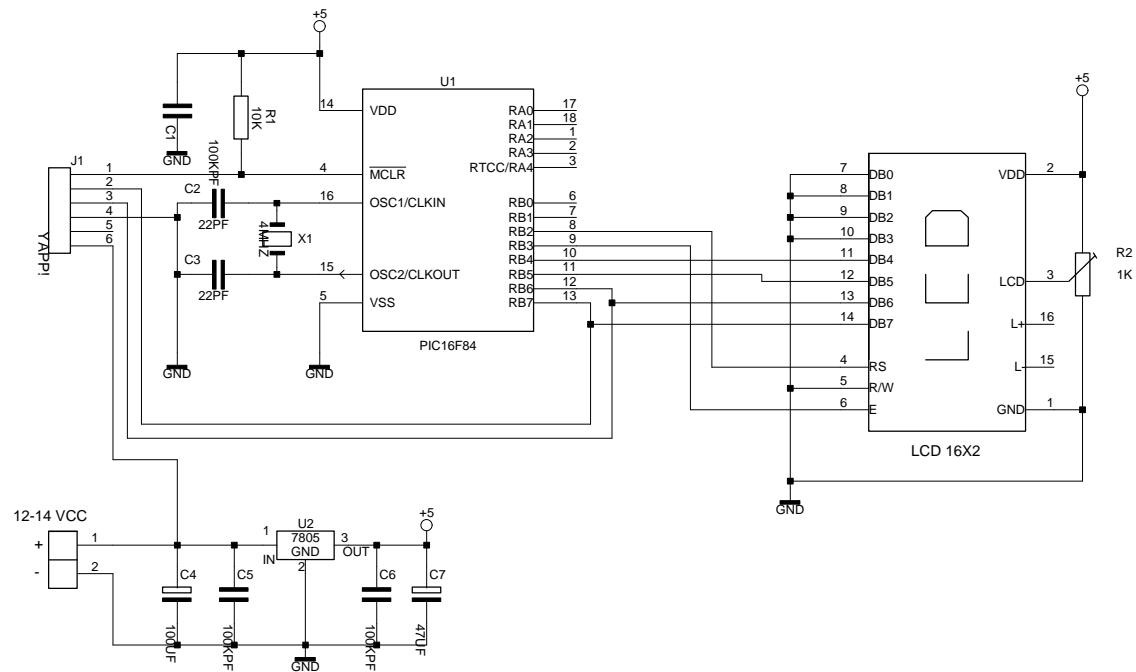 +5
U1
14 VDD
RA0 17
RA1 18
RA2 1
RA3 2
RTCC/RA4 3
R1
10K
C1
GND
100KPF
J1
1
2
3
4
5
6
Y APP!
4 MCLR
C2
22PF
16 OSC1/CLKIN
4MHZ
X1
C3
22PF
15 OSC2/CLKOUT
5 VSS
GND
GND
RB0 6
RB1 7
RB2 8
RB3 9
RB4 10
RB5 11
RB6 12
RB7 13
PIC16F84
+5
7 DB0
8 DB1
9 DB2
10 DB3
11 DB4
12 DB5
13 DB6
14 DB7
4 RS
5 R/W
6 E
VDD 2
LCD 3
L+ 16
L- 15
GND 1
LCD
R2
1K
LCD 16X2
GND
12-14 VCC
+ 1
- 2
U2
7805
GND
1
IN
2
3
OUT
+5
C4
100UF
C5
100KPF
C6
100KPF
C7
47UF
GND